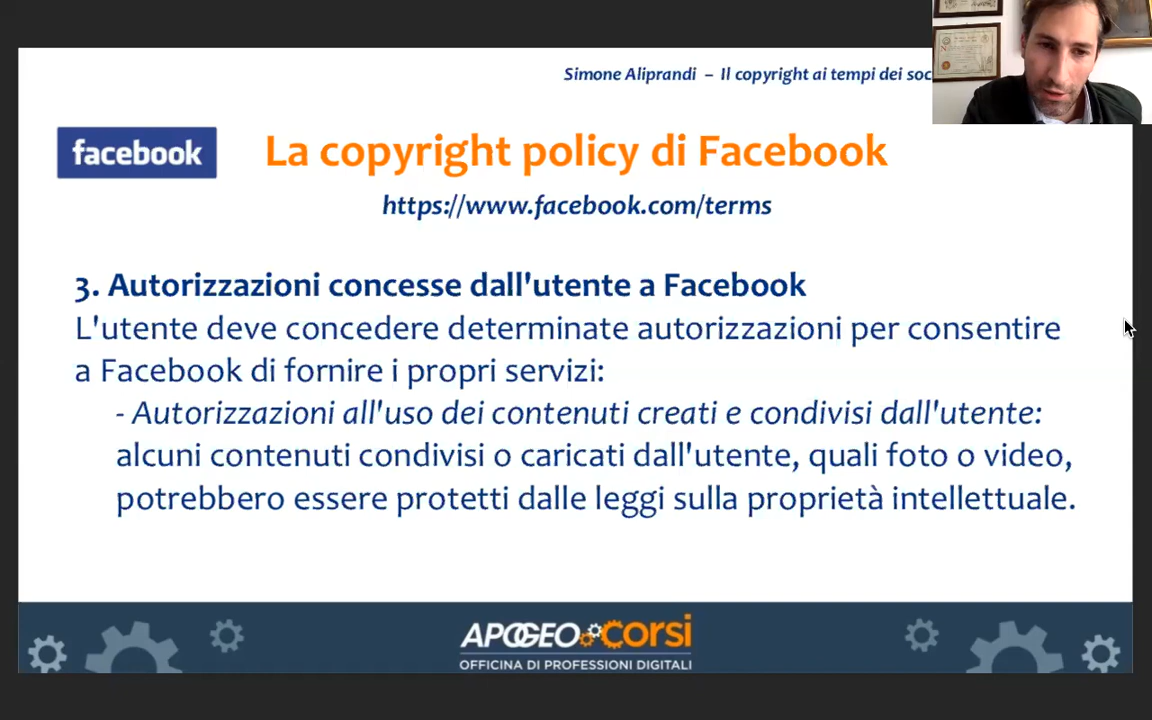 Simone Aliprandi – Il copyright ai tempi dei
facebook
La copyright policy di Facebook
https://www.facebook.com/terms
3. Autorizzazioni concesse dall'utente a Facebook
L'utente deve concedere determinate autorizzazioni per consentire
a Facebook di fornire i propri servizi:
- Autorizzazioni all'uso dei contenuti creati e condivisi dall'utente:
alcuni contenuti condivisi o caricati dall'utente, quali foto o video,
potrebbero essere protetti dalle leggi sulla proprietà intellettuale.
APOGEO CORSI
OFFICINA DI PROFESSIONI DIGITALI